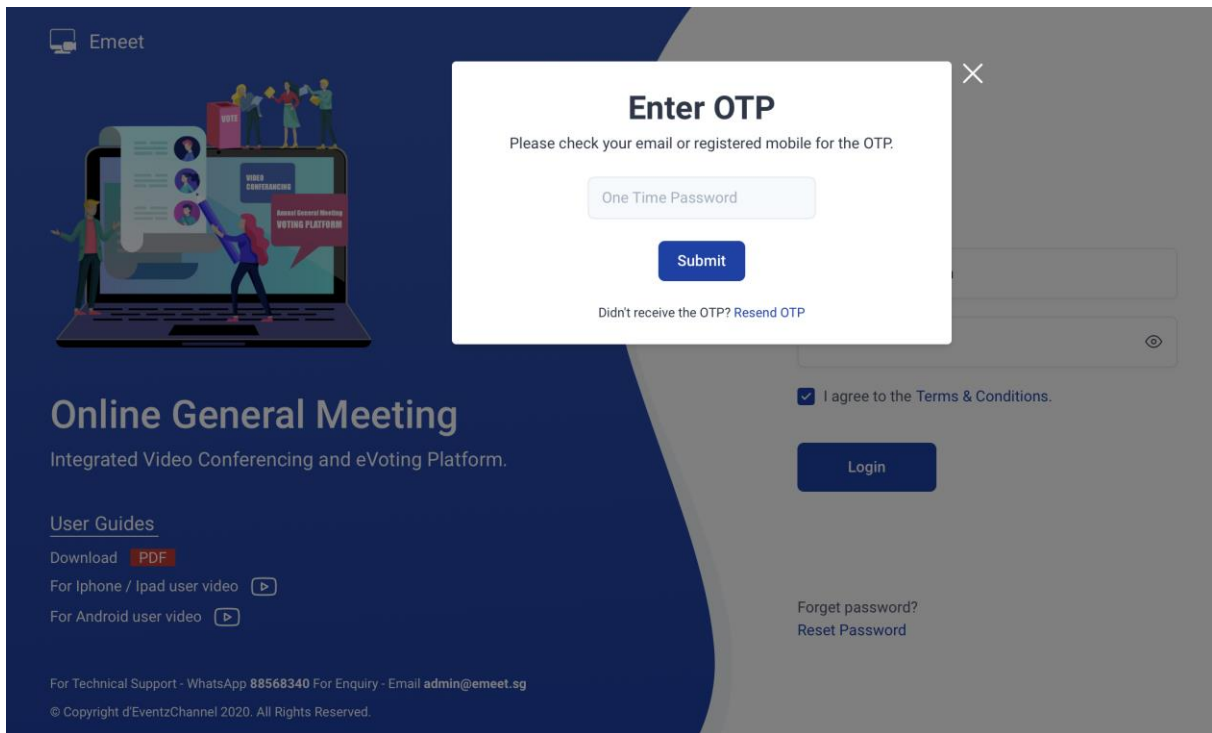 Emeet
VOTE
VIDEO
CONFERANCING
Annual General Meeting
VOTING PLATFORM
Enter OTP
Please check your email or registered mobile for the OTP.
One Time Password
Submit
Didn't receive the OTP? Resend OTP
I agree to the Terms & Conditions.
Login
Online General Meeting
Integrated Video Conferencing and eVoting Platform.
User Guides
Download PDF
For Iphone / Ipad user video
For Android user video
Forget password?
Reset Password
For Technical Support - WhatsApp 88568340 For Enquiry - Email admin@emeet.sg
© Copyright d'EventzChannel 2020. All Rights Reserved.